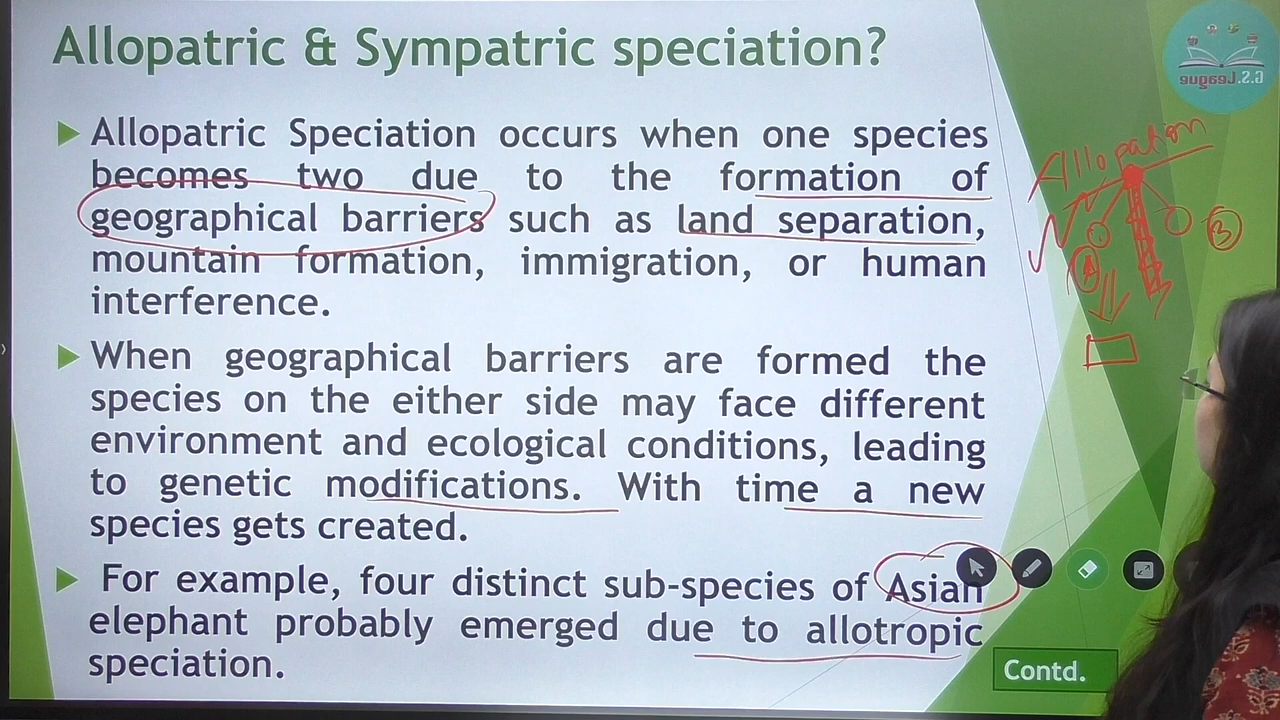 Allopatric & Sympatric speciation?
Allopatric Speciation occurs when one species
becomes two due to the formation of
geographical barriers such as land separation,
mountain formation, immigration, or human
interference.
When geographical barriers are formed the
species on the either side may face different
environment and ecological conditions, leading
to genetic modifications. With time a new
species gets created.
For example, four distinct sub-species of Asian
elephant probably emerged due to allotropic
speciation.
Contd.
G.S.League
A
B